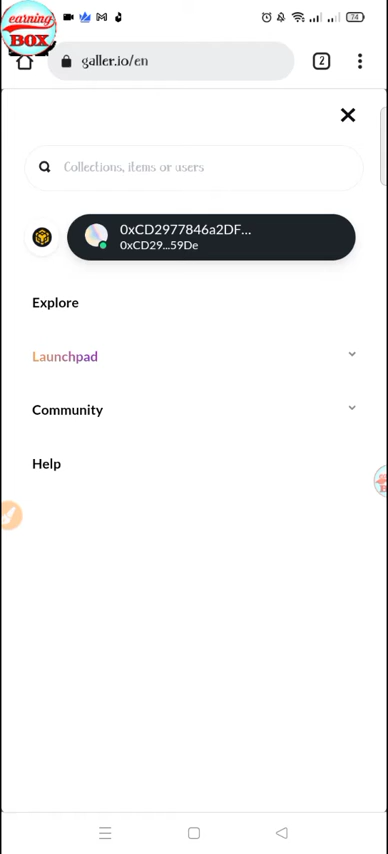 earning
BOX
74
galler.io/en
2
Collections, items or users
0xCD2977846a2DF...
0xCD29...59De
Explore
Launchpad
Community
Help